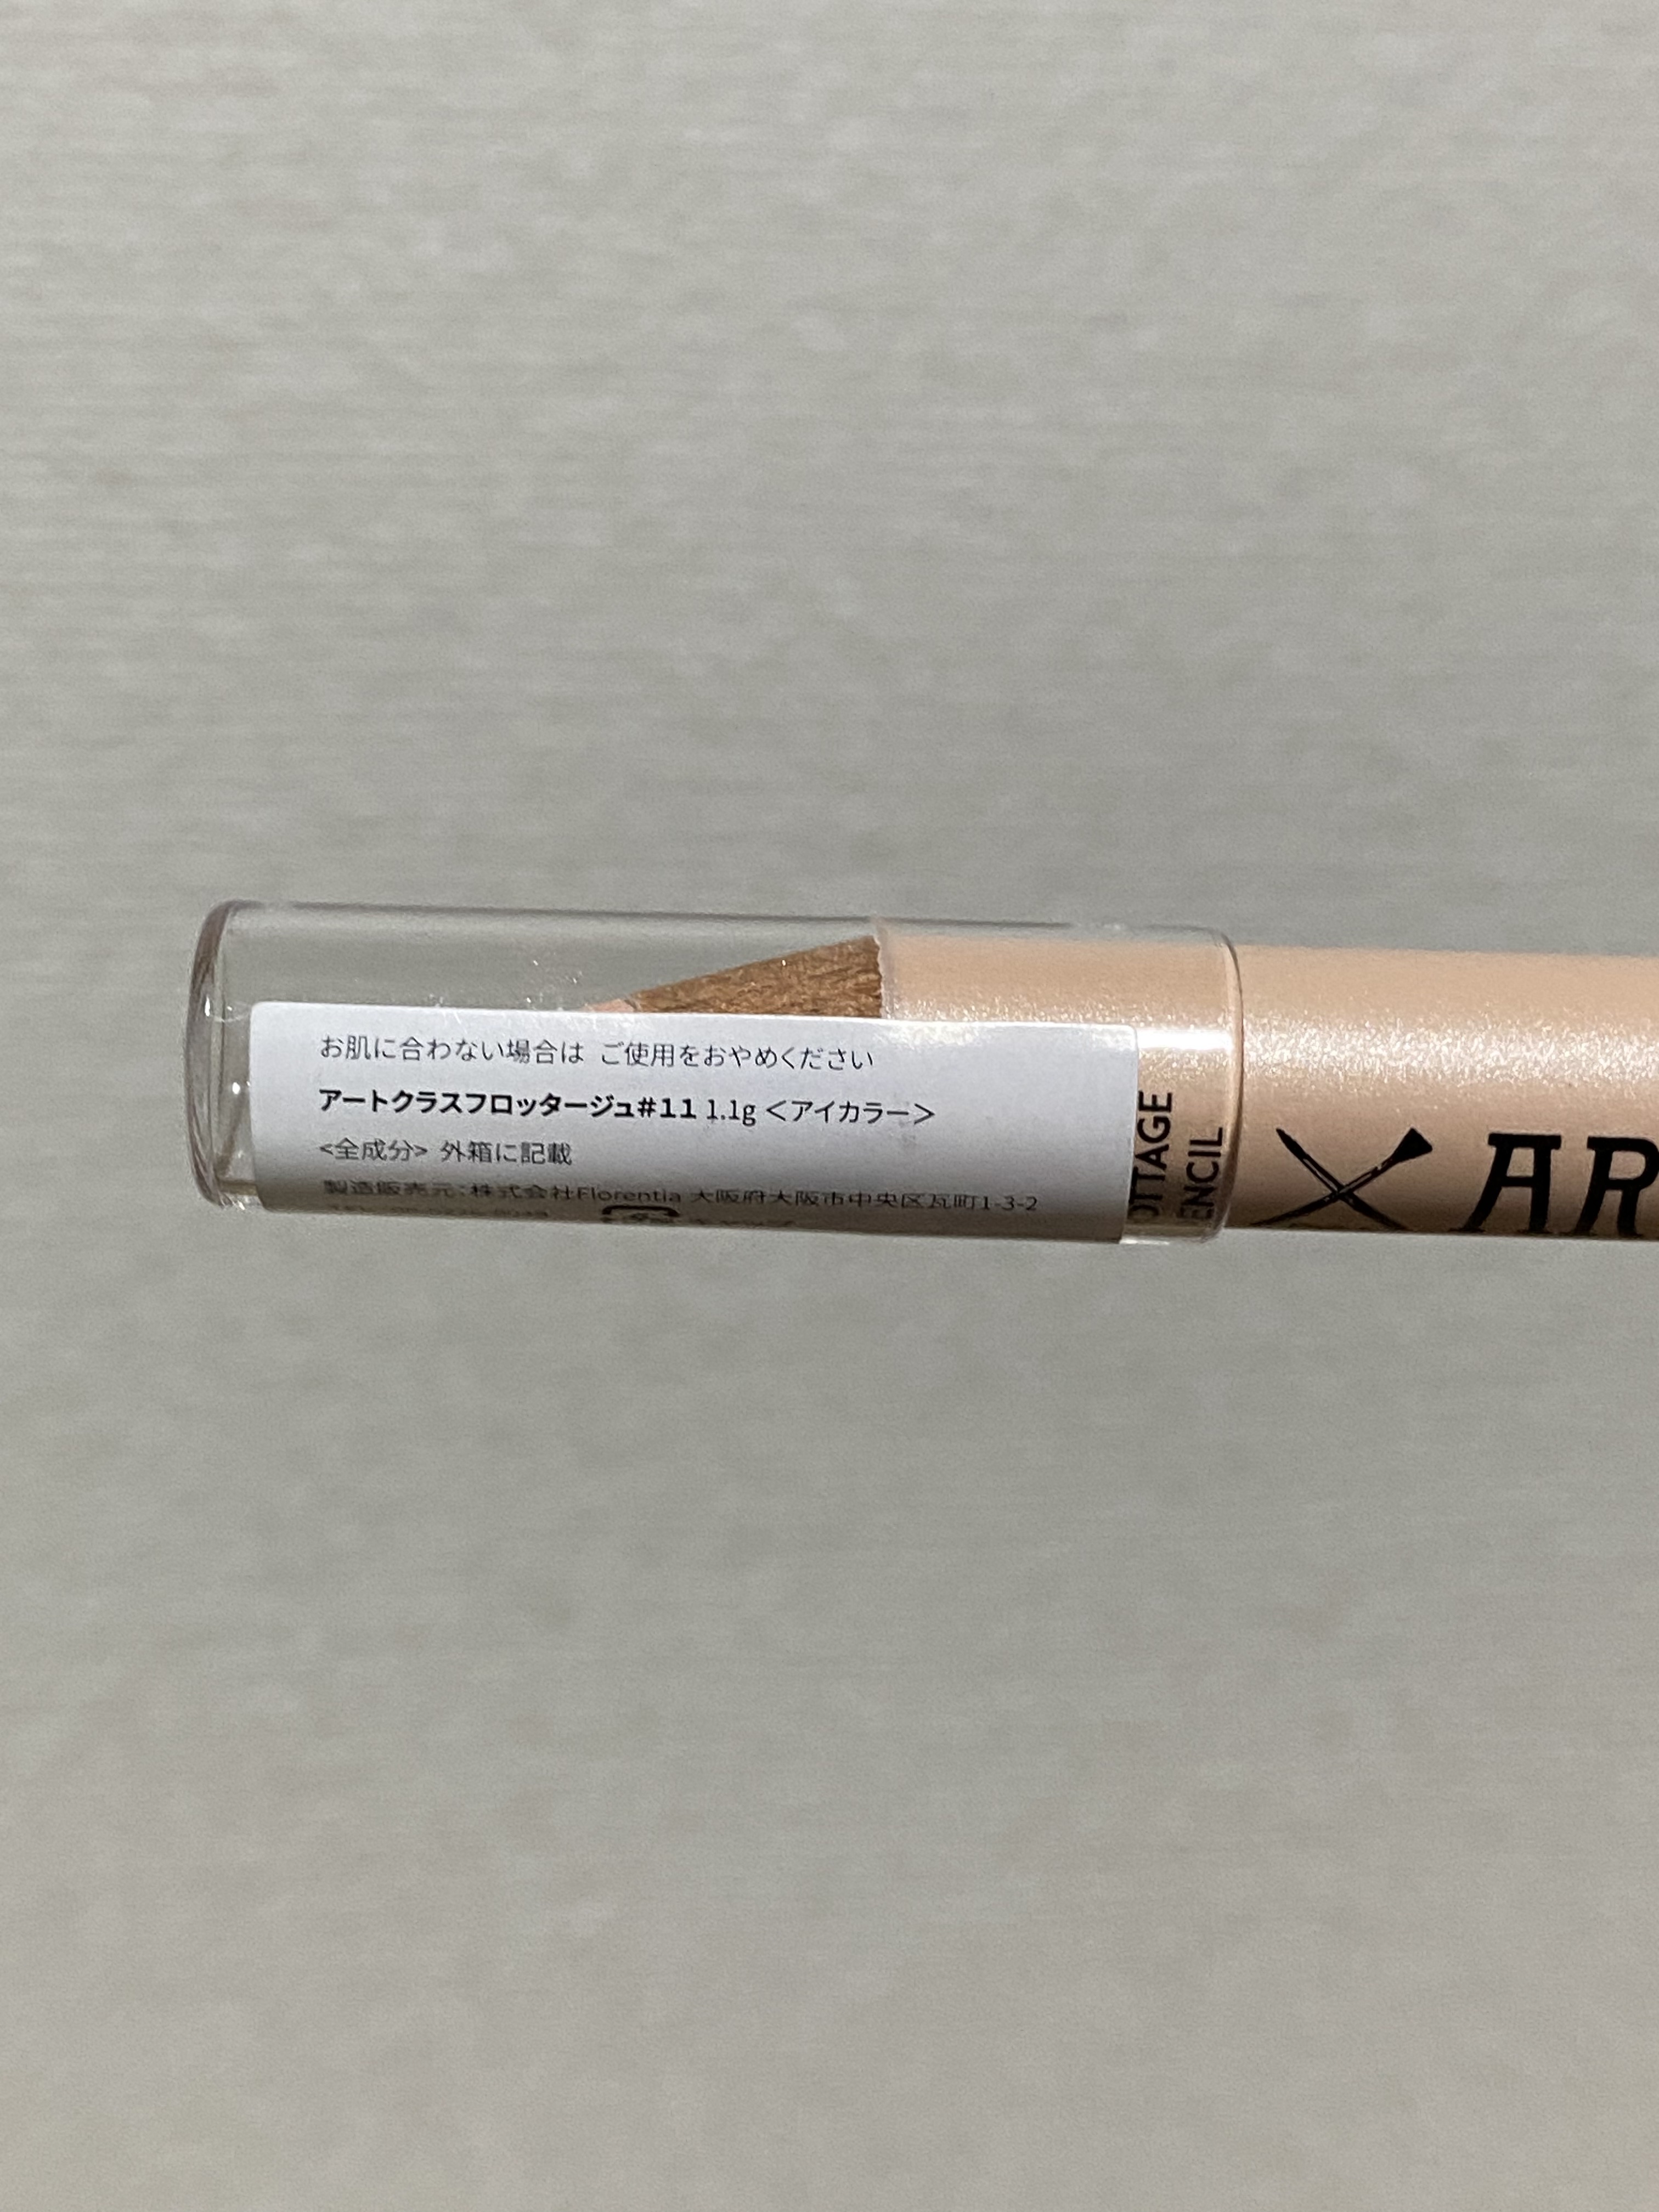 お肌に合わない場合は ご使用をおやめください
アートクラスフロッタージュ#11 1.1g <アイカラー>
<全成分> 外箱に記載
製造販売元:株式会社Florentia 大阪府大阪市中央区瓦町1-3-2
OTTAGE
ENCIL
AR